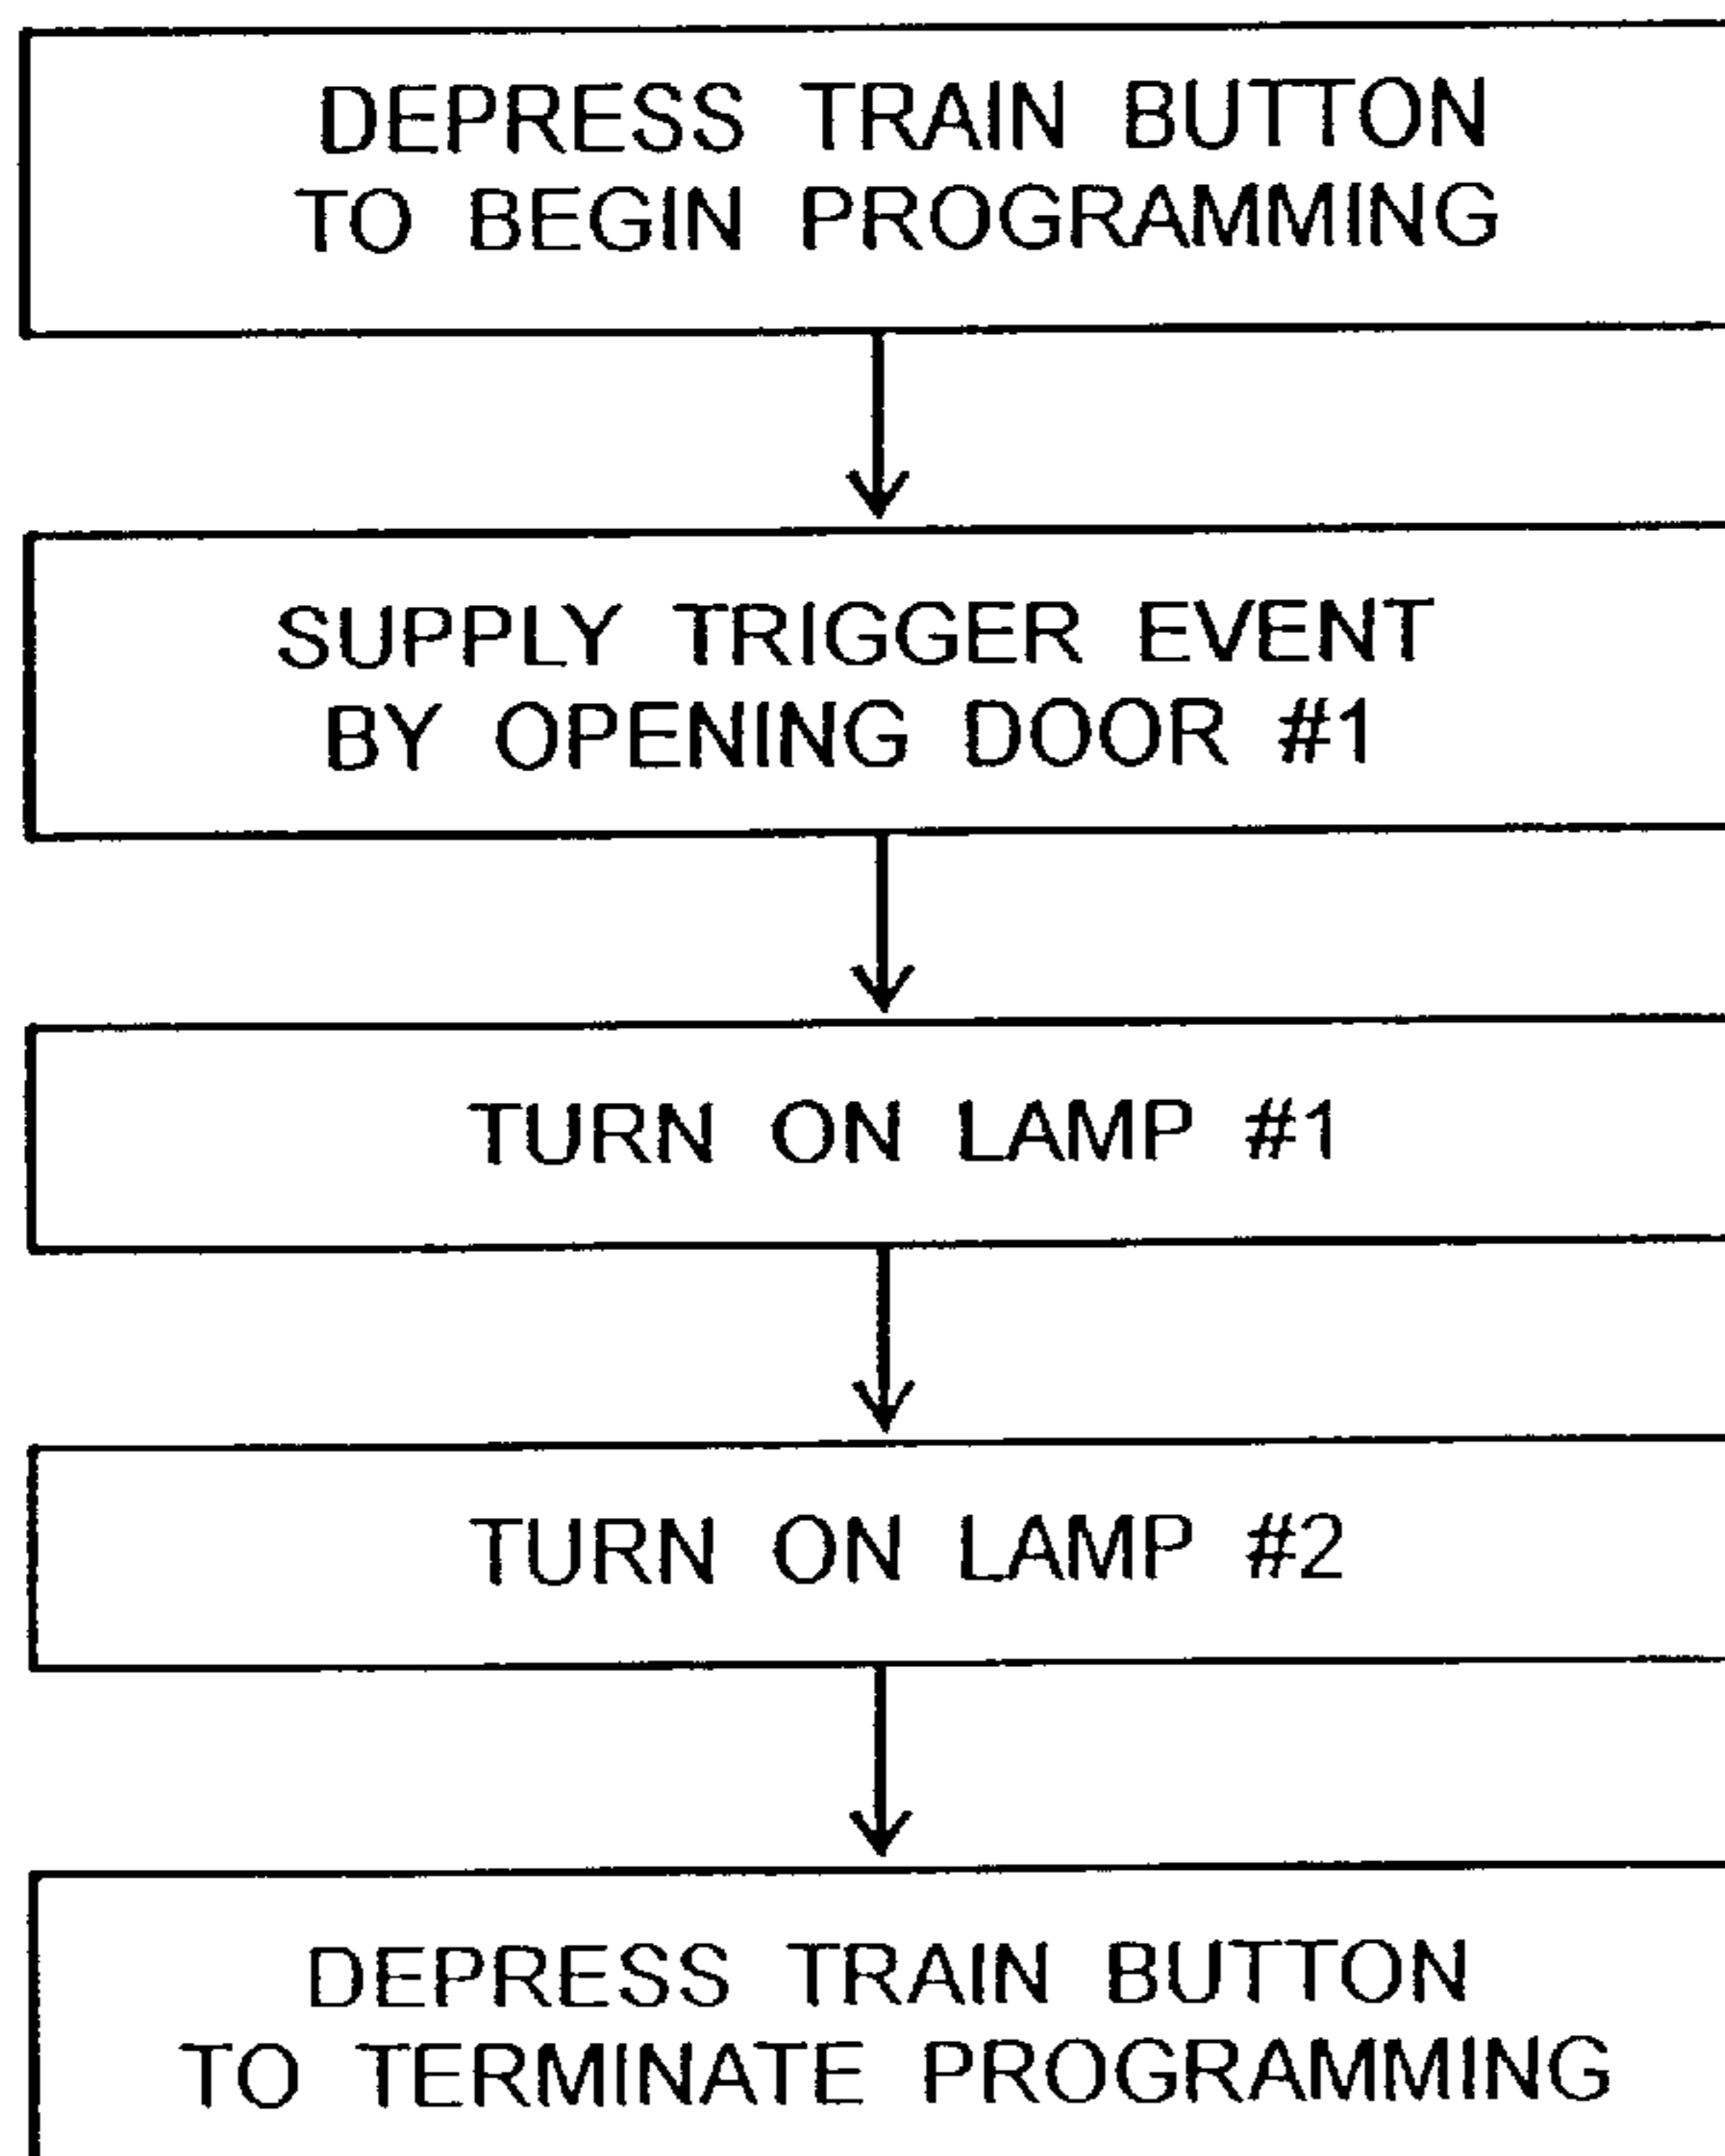 DEPRESS TRAIN BUTTON
TO BEGIN PROGRAMMING
SUPPLY TRIGGER EVENT
BY OPENING DOOR #1
TURN ON LAMP #1
TURN ON LAMP #2
DEPRESS TRAIN BUTTON
TO TERMINATE PROGRAMMING